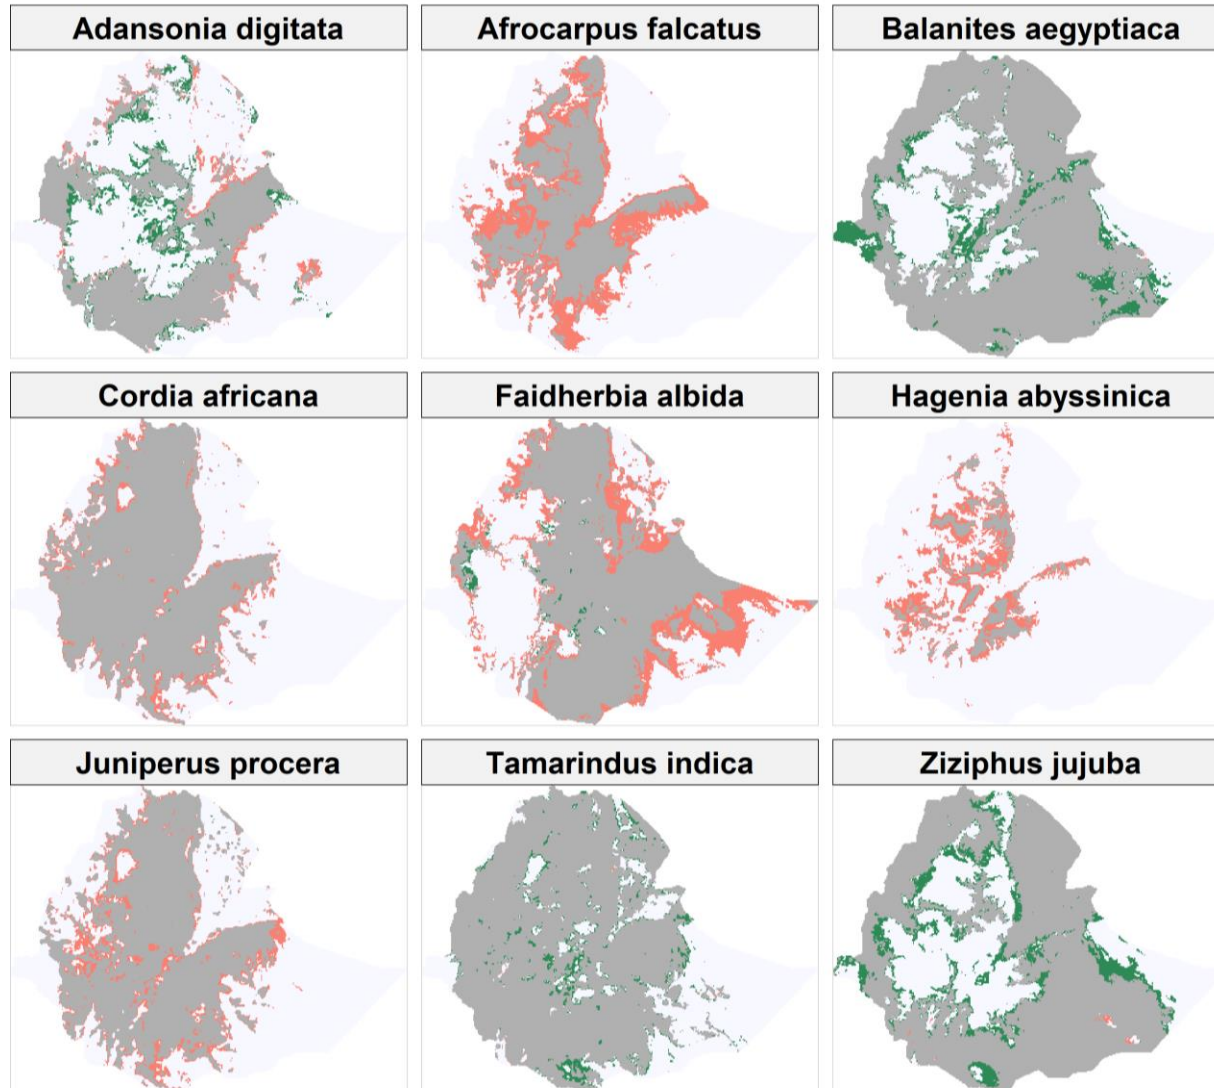 Adansonia digitata
Afrocarpus falcatus
Balanites aegyptiaca
Cordia africana
Faidherbia albida
Hagenia abyssinica
Juniperus procera
Tamarindus indica
Ziziphus jujuba